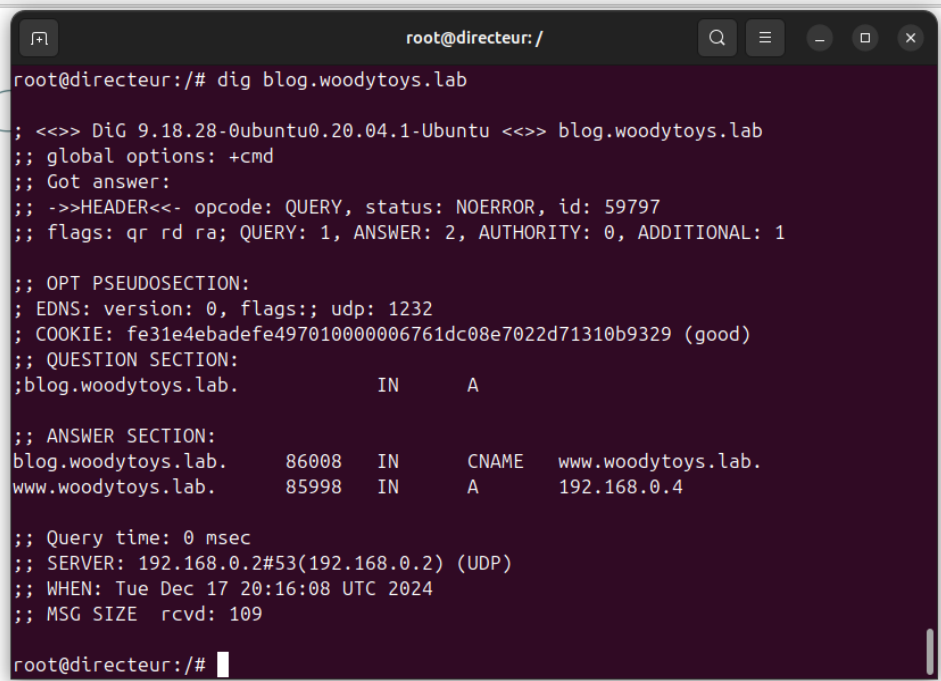 root@directeur: /
root@directeur:/# dig blog.woodytoys.lab
; <<>> DiG 9.18.28-0ubuntu0.20.04.1-Ubuntu <<>> blog.woodytoys.lab
;; global options: +cmd
;; Got answer:
;; ->>HEADER<<- opcode: QUERY, status: NOERROR, id: 59797
;; flags: qr rd ra; QUERY: 1, ANSWER: 2, AUTHORITY: 0, ADDITIONAL: 1
;; OPT PSEUDOSECTION:
; EDNS: version: 0, flags:; udp: 1232
; COOKIE: fe31e4ebadefe497010000006761dc08e7022d71310b9329 (good)
;; QUESTION SECTION:
;blog.woodytoys.lab. IN A
;; ANSWER SECTION:
blog.woodytoys.lab. 86008 IN CNAME www.woodytoys.lab.
www.woodytoys.lab. 85998 IN A 192.168.0.4
;; Query time: 0 msec
;; SERVER: 192.168.0.2#53(192.168.0.2) (UDP)
;; WHEN: Tue Dec 17 20:16:08 UTC 2024
;; MSG SIZE rcvd: 109
root@directeur:/#